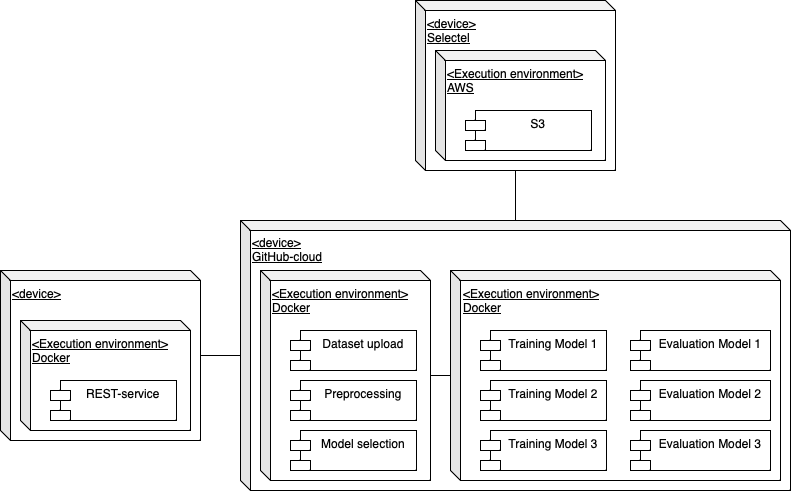 <device>
Selectel
<Execution environment>
AWS
S3
<device>
GitHub-cloud
<device>
<Execution environment>
Docker
REST-service
<Execution environment>
Docker
Dataset upload
Preprocessing
Model selection
<Execution environment>
Docker
Training Model 1
Evaluation Model 1
Training Model 2
Evaluation Model 2
Training Model 3
Evaluation Model 3